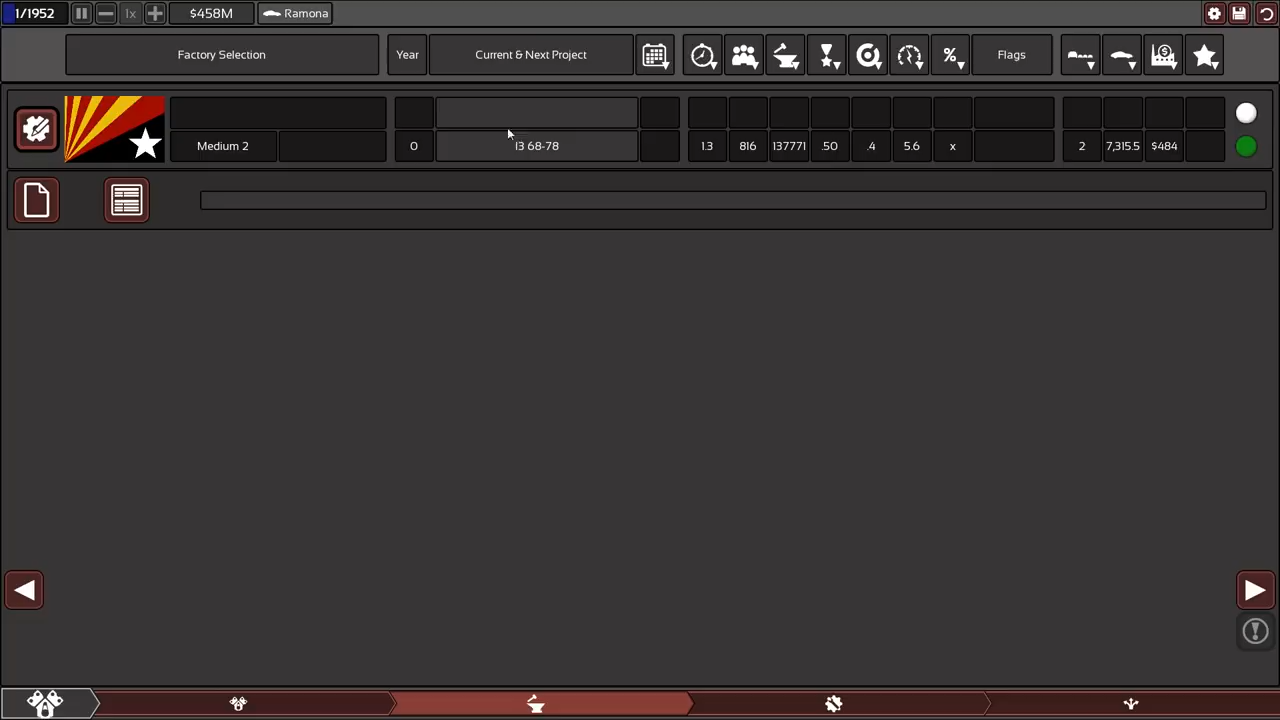 1/1952 1x $458M Ramona
Factory Selection Year Current & Next Project % Flags
Medium 2 0 I3 68-78 1.3 816 137771 .50 .4 5.6 x 2 7,315.5 $484